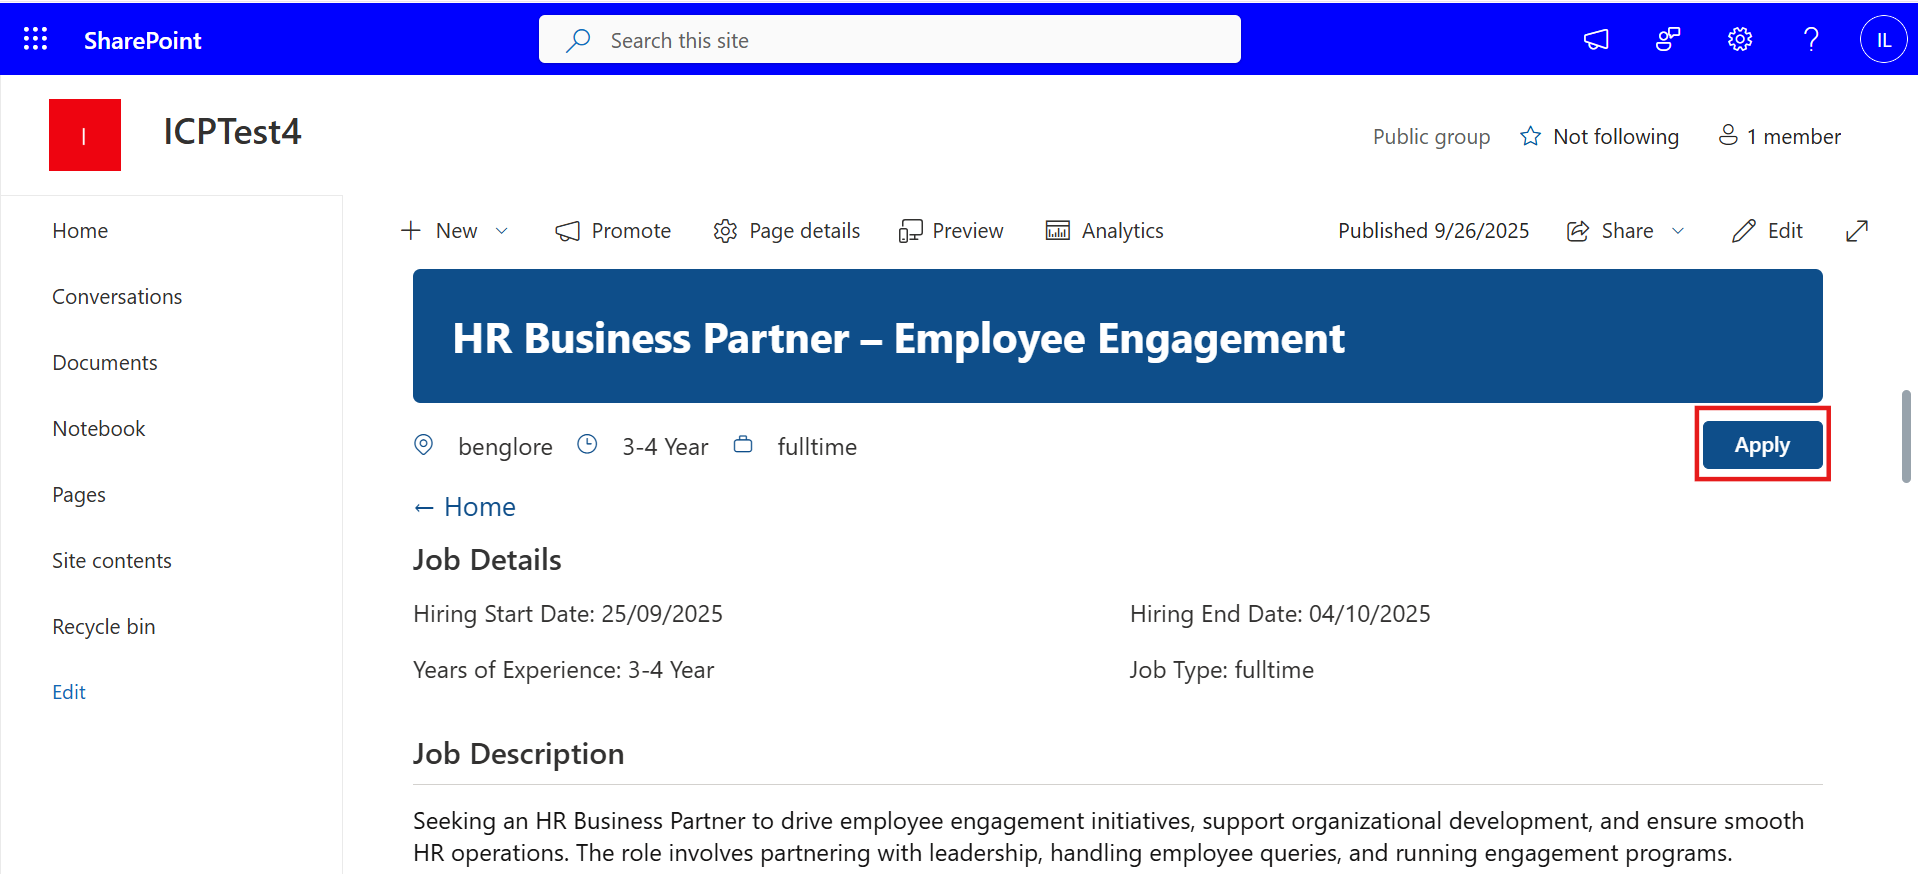 SharePoint
Search this site
IL
I
ICPTest4
Public group
Not following
1 member
Home
Conversations
Documents
Notebook
Pages
Site contents
Recycle bin
Edit
New
Promote
Page details
Preview
Analytics
Published 9/26/2025
Share
Edit
HR Business Partner – Employee Engagement
benglore
3-4 Year
fulltime
Apply
← Home
Job Details
Hiring Start Date: 25/09/2025
Hiring End Date: 04/10/2025
Years of Experience: 3-4 Year
Job Type: fulltime
Job Description
Seeking an HR Business Partner to drive employee engagement initiatives, support organizational development, and ensure smooth
HR operations. The role involves partnering with leadership, handling employee queries, and running engagement programs.